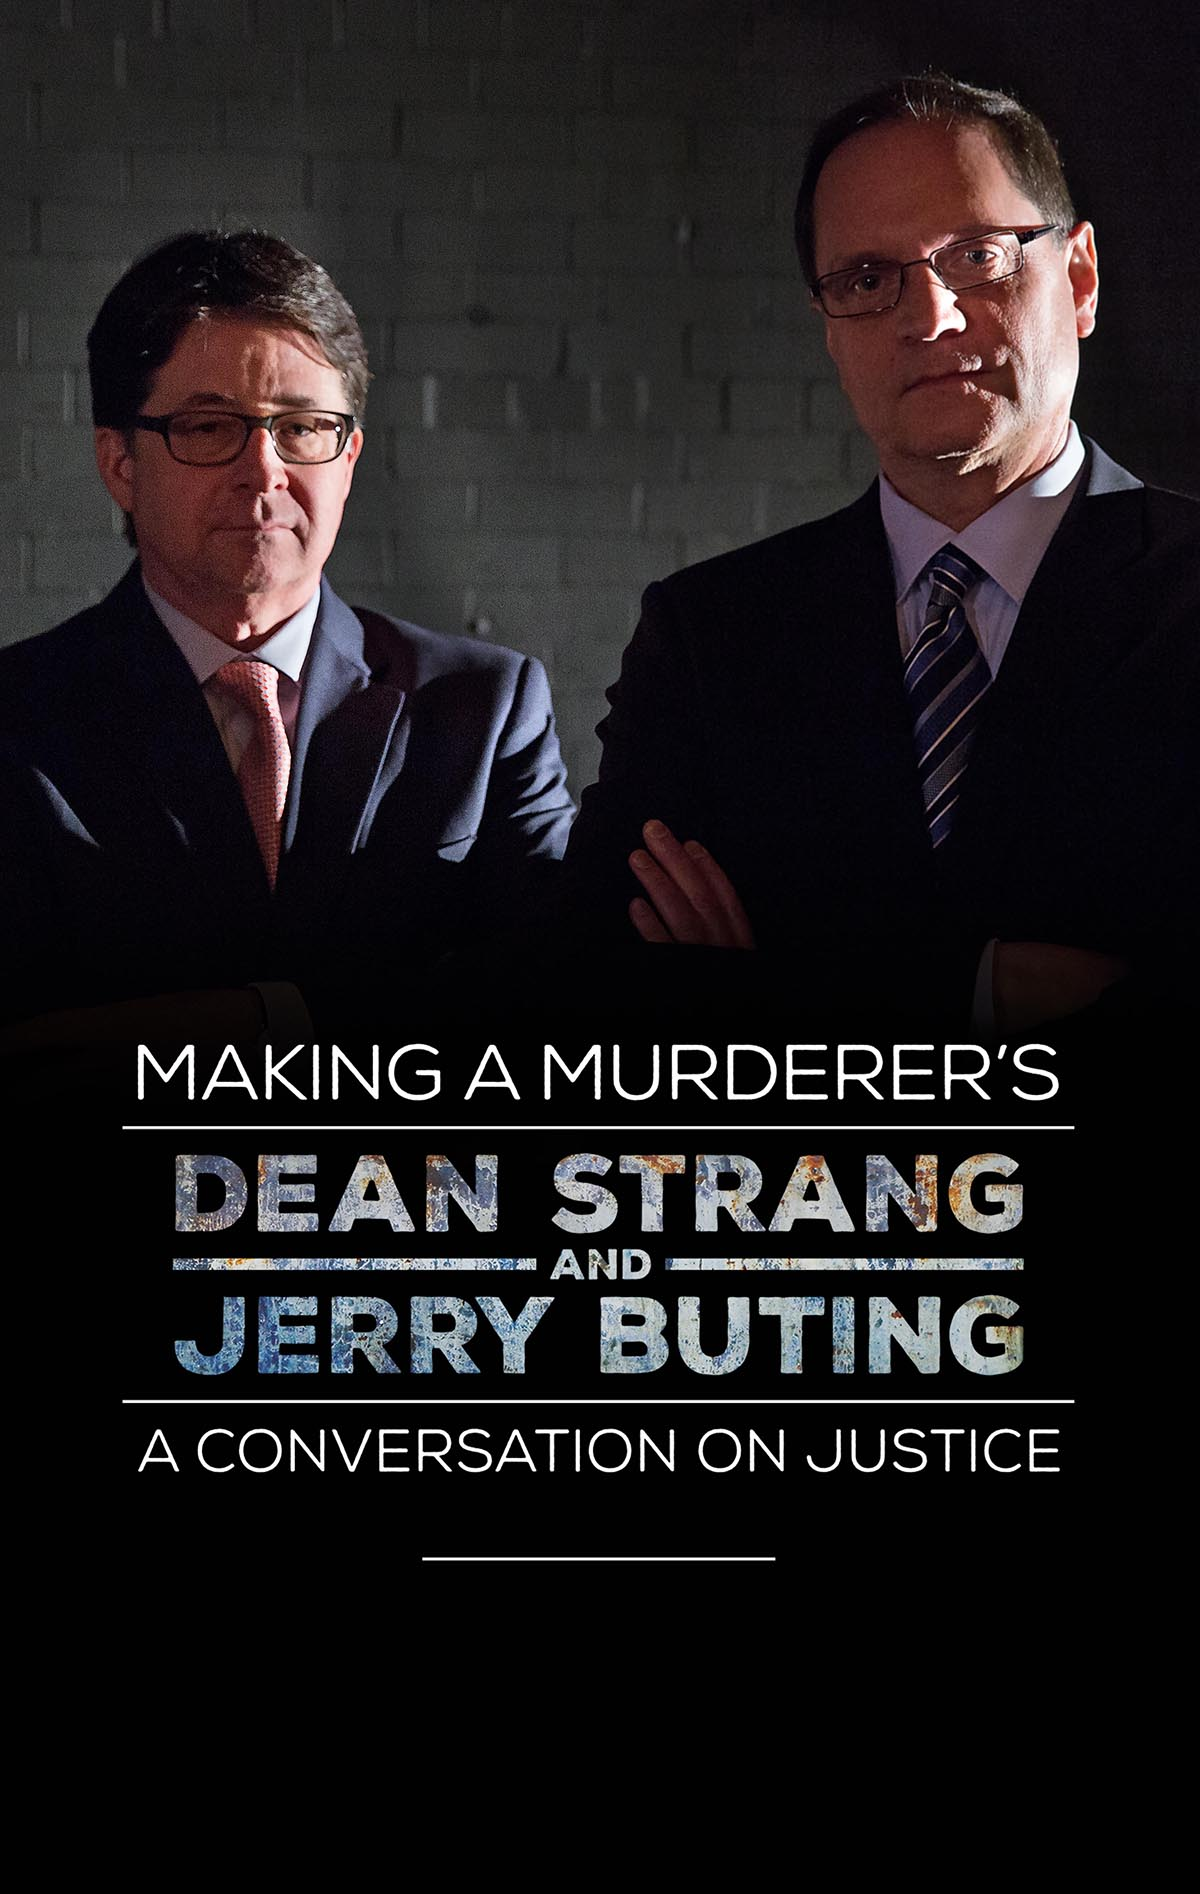 MAKING A MURDERER’S
DEAN STRANG
AND
JERRY BUTING
A CONVERSATION ON JUSTICE